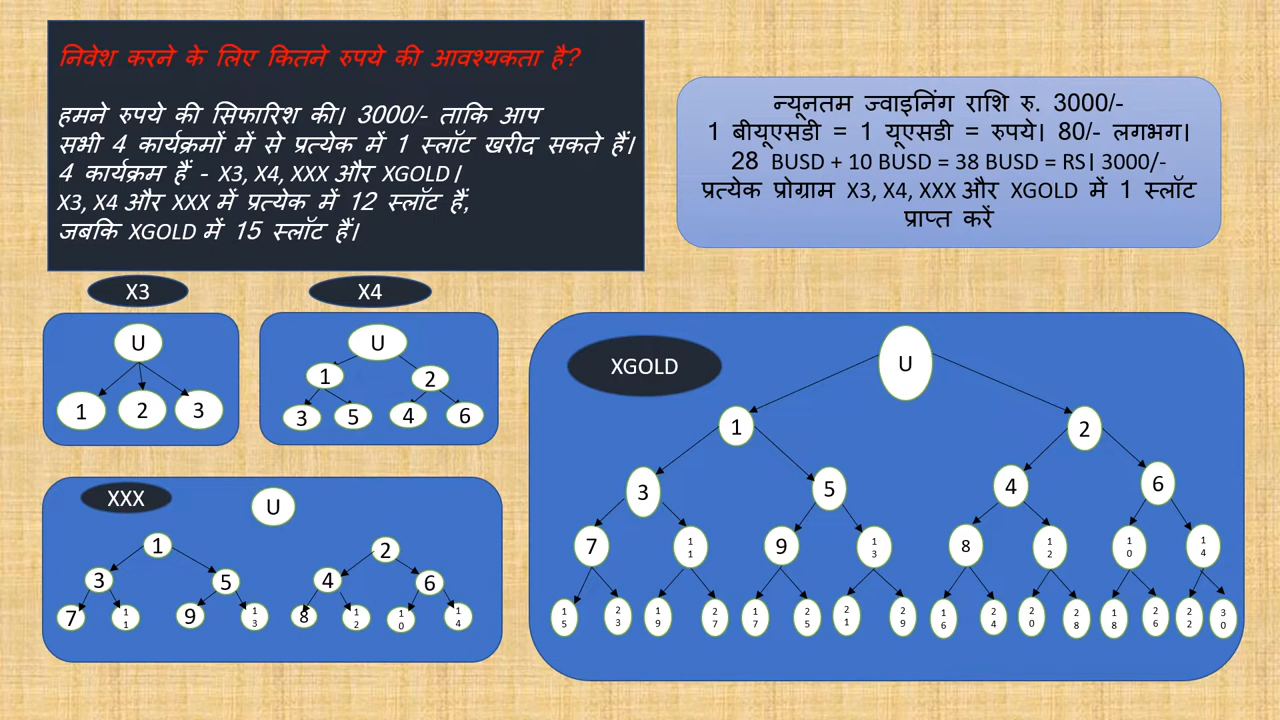 निवेश करने के लिए कितने रुपये की आवश्यकता है?
हमने रुपये की सिफारिश की। 3000/- ताकि आप
सभी 4 कार्यक्रमों में से प्रत्येक में 1 स्लॉट खरीद सकते हैं।
4 कार्यक्रम हैं - X3, X4, XXX और XGOLD।
X3, X4 और XXX में प्रत्येक में 12 स्लॉट हैं,
जबकि XGOLD में 15 स्लॉट हैं।
न्यूनतम ज्वाइनिंग राशि रु. 3000/-
1 बीयूएसडी = 1 यूएसडी = रुपये। 80/- लगभग।
28 BUSD + 10 BUSD = 38 BUSD = RS। 3000/-
प्रत्येक प्रोग्राम X3, X4, XXX और XGOLD में 1 स्लॉट
प्राप्त करें
X3
U
1 2 3
X4
U
1 2
3 5 4 6
XXX
U
1 2
3 5 4 6
7 11 9 13 8 12 10 14
XGOLD
U
1 2
3 5 4 6
7 11 9 13 8 12 10 14
15 23 19 27 17 25 21 29 16 24 20 28 18 26 22 30